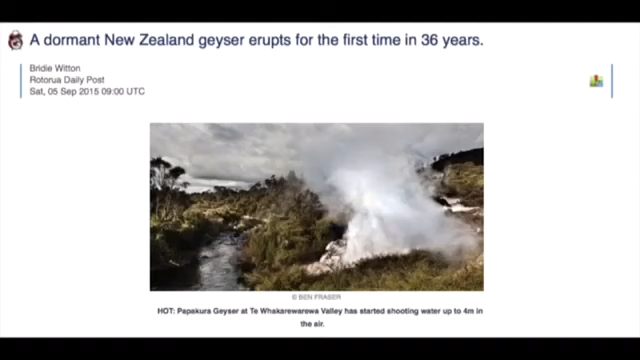 A dormant New Zealand geyser erupts for the first time in 36 years.
Bridie Witton
Rotorua Daily Post
Sat, 05 Sep 2015 09:00 UTC
© BEN FRASER
HOT: Papakura Geyser at Te Whakarewarewa Valley has started shooting water up to 4m in
the air.